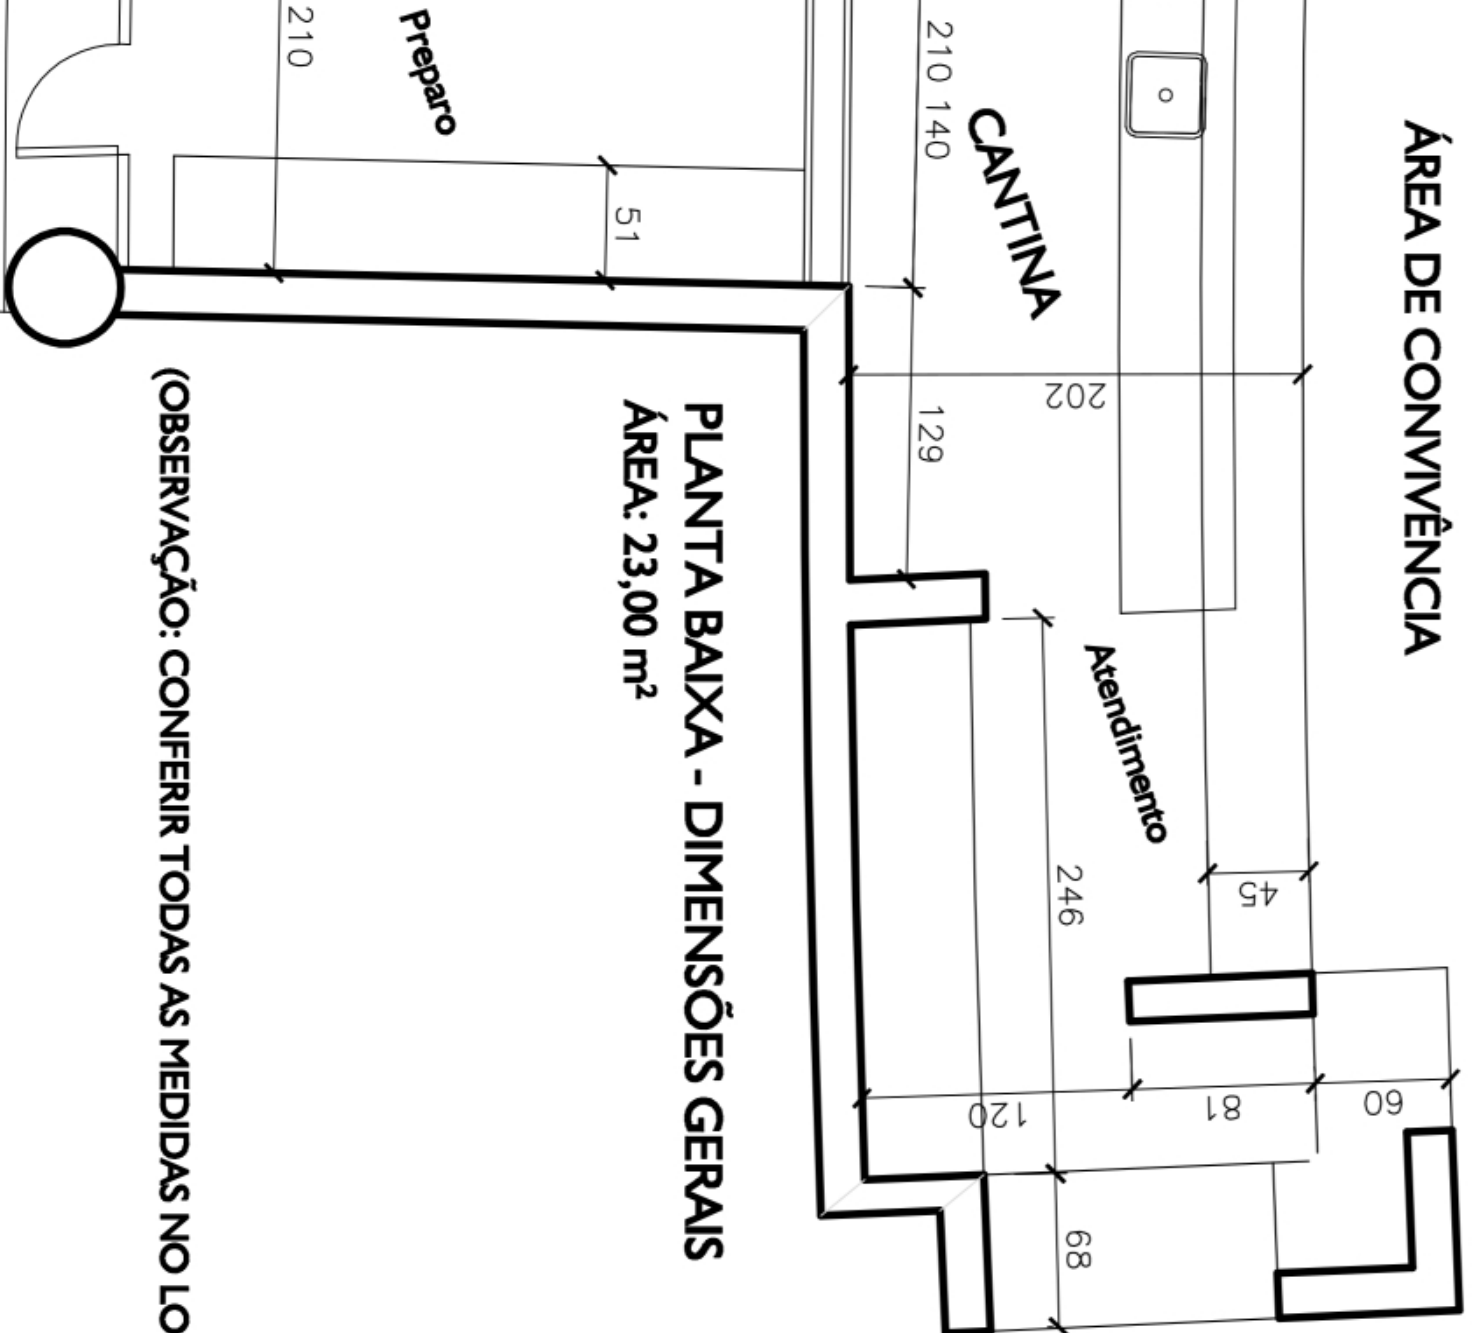 ÁREA DE CONVIVÊNCIA
CANTINA
210 140
Preparo
210
51
202
129
Atendimento
246
45
120
81
60
68
PLANTA BAIXA - DIMENSÕES GERAIS
ÁREA: 23,00 m²
(OBSERVAÇÃO: CONFERIR TODAS AS MEDIDAS NO LO